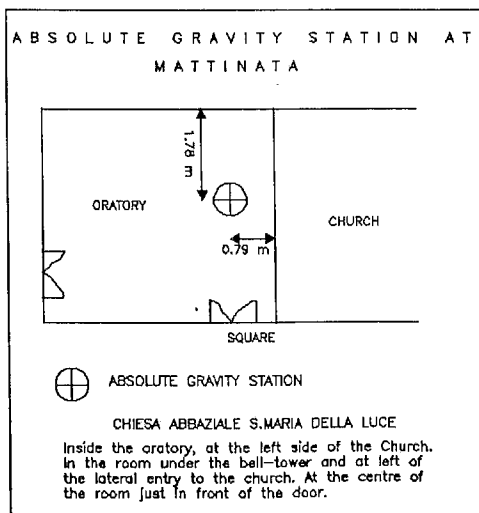 ABSOLUTE GRAVITY STATION AT
MATTINATA
1.78 m
ORATORY
CHURCH
0.79 m
SQUARE
ABSOLUTE GRAVITY STATION
CHIESA ABBAZIALE S.MARIA DELLA LUCE
Inside the oratory, at the left side of the Church.
In the room under the bell-tower and at left of
the lateral entry to the church. At the centre of
the room just in front of the door.